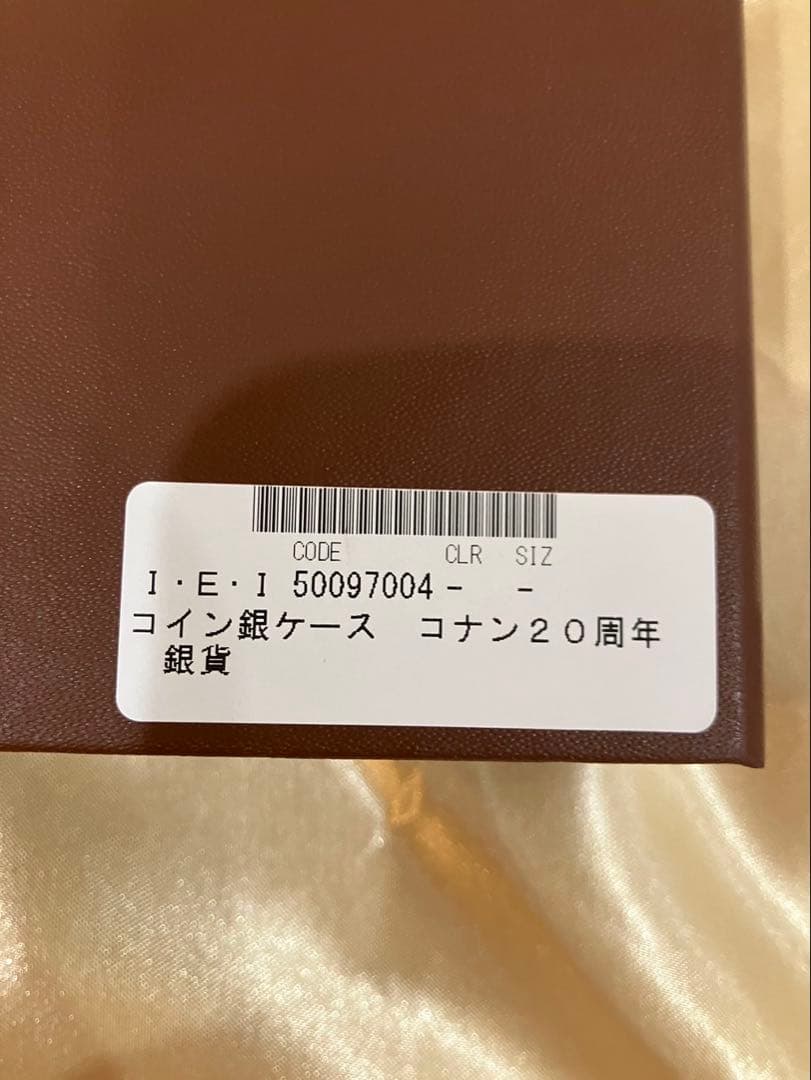 CODE CLR SIZ
I・E・I 50097004 - -
コイン銀ケース　コナン２０周年
銀貨